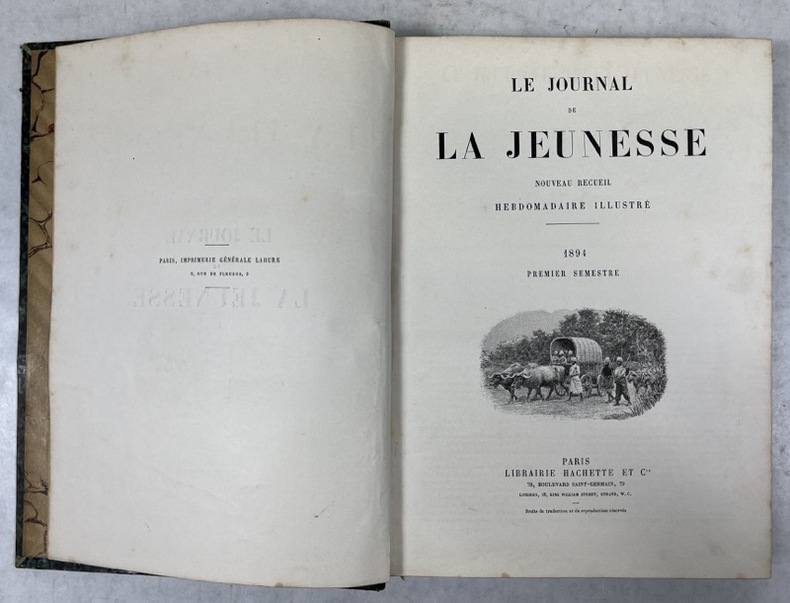 PARIS, IMPRIMERIE GÉNÉRALE LAHURE
9, RUE DE FLEURUS, 9
LE JOURNAL
DE
LA JEUNESSE
NOUVEAU RECUEIL
HEBDOMADAIRE ILLUSTRÉ
1894
PREMIER SEMESTRE
PARIS
LIBRAIRIE HACHETTE ET Cie
79, BOULEVARD SAINT-GERMAIN, 79
LONDRES, 18, KING WILLIAM STREET, STRAND, W. C.
Droits de traduction et de reproduction réservés